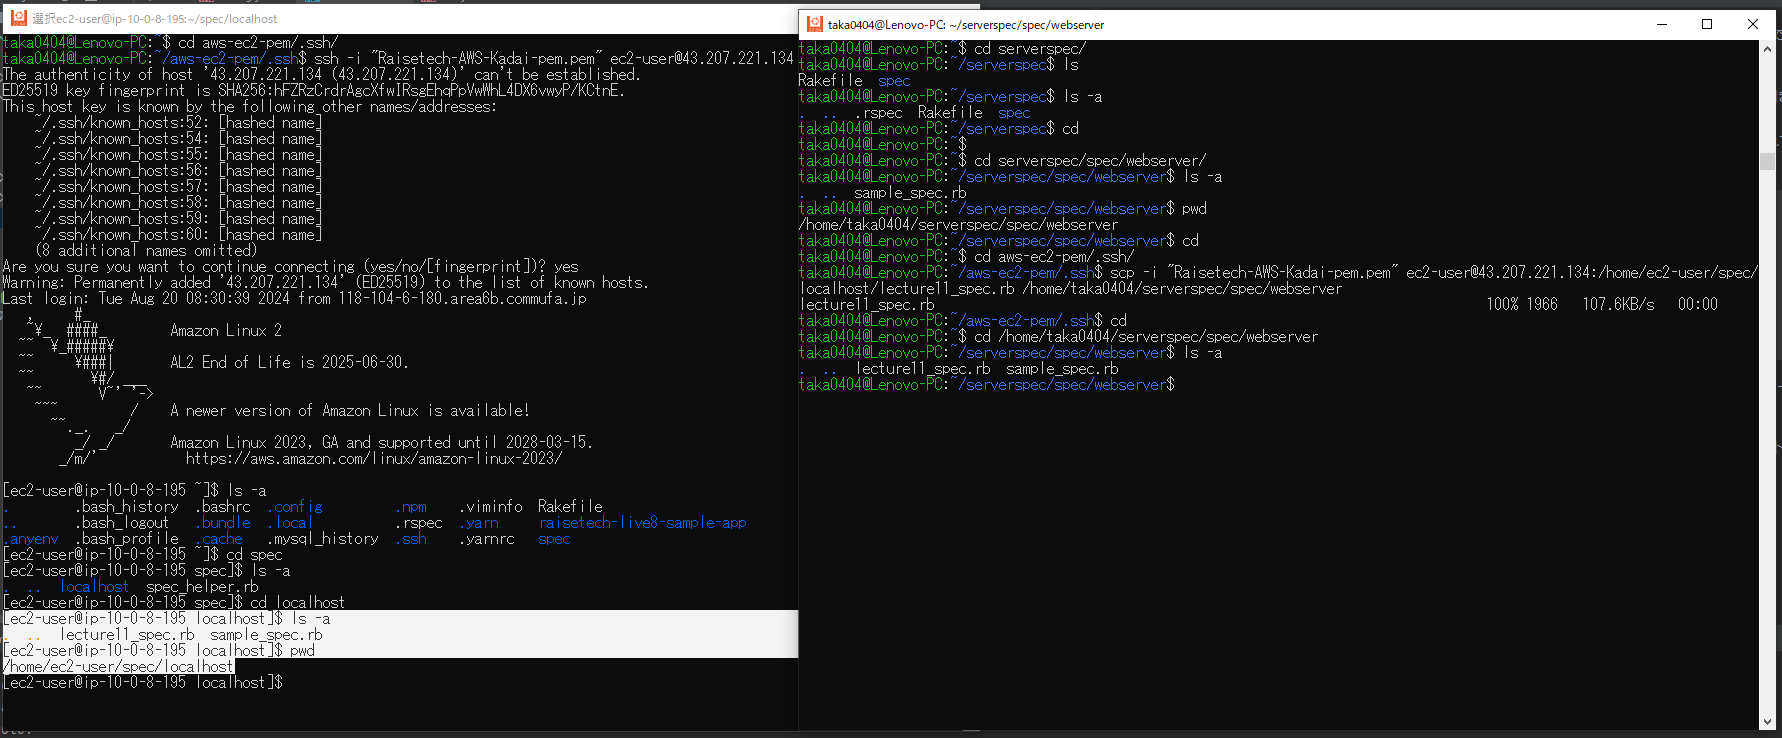 選択ec2-user@ip-10-0-8-195:~/spec/localhost
taka0404@Lenovo-PC:~$ cd aws-ec2-pem/.ssh/
taka0404@Lenovo-PC:~/aws-ec2-pem/.ssh$ ssh -i "Raisetech-AWS-Kadai-pem.pem" ec2-user@43.207.221.134
The authenticity of host '43.207.221.134 (43.207.221.134)' can't be established.
ED25519 key fingerprint is SHA256:hFZRzCrdrAgcXfwIRsgEhqPpVwWhL4DX6vwyP/KCtnE.
This host key is known by the following other names/addresses:
    ~/.ssh/known_hosts:52: [hashed name]
    ~/.ssh/known_hosts:54: [hashed name]
    ~/.ssh/known_hosts:55: [hashed name]
    ~/.ssh/known_hosts:56: [hashed name]
    ~/.ssh/known_hosts:57: [hashed name]
    ~/.ssh/known_hosts:58: [hashed name]
    ~/.ssh/known_hosts:59: [hashed name]
    ~/.ssh/known_hosts:60: [hashed name]
    (8 additional names omitted)
Are you sure you want to continue connecting (yes/no/[fingerprint])? yes
Warning: Permanently added '43.207.221.134' (ED25519) to the list of known hosts.
Last login: Tue Aug 20 08:30:39 2024 from 118-104-6-180.area6b.commufa.jp
   ,     #_
   ~¥_  ####_        Amazon Linux 2
  ~~  ¥_#####¥
  ~~     ¥###|       AL2 End of Life is 2025-06-30.
  ~~       ¥#/ ___
   ~~       V~' '->
    ~~~         /    A newer version of Amazon Linux is available!
      ~~._.   _/
         _/ _/       Amazon Linux 2023, GA and supported until 2028-03-15.
       _/m/'           https://aws.amazon.com/linux/amazon-linux-2023/
[ec2-user@ip-10-0-8-195 ~]$ ls -a
.        .bash_history  .bashrc  .config         .npm   .viminfo  Rakefile
..       .bash_logout   .bundle  .local          .rspec  .yarn    raisetech-live8-sample-app
.anyenv  .bash_profile  .cache   .mysql_history  .ssh   .yarnrc   spec
[ec2-user@ip-10-0-8-195 ~]$ cd spec
[ec2-user@ip-10-0-8-195 spec]$ ls -a
.  ..  localhost  spec_helper.rb
[ec2-user@ip-10-0-8-195 spec]$ cd localhost
[ec2-user@ip-10-0-8-195 localhost]$ ls -a
.  ..  lecture11_spec.rb  sample_spec.rb
[ec2-user@ip-10-0-8-195 localhost]$ pwd
/home/ec2-user/spec/localhost
[ec2-user@ip-10-0-8-195 localhost]$
taka0404@Lenovo-PC: ~/serverspec/spec/webserver
taka0404@Lenovo-PC:~$ cd serverspec/
taka0404@Lenovo-PC:~/serverspec$ ls
Rakefile  spec
taka0404@Lenovo-PC:~/serverspec$ ls -a
.  ..  .rspec  Rakefile  spec
taka0404@Lenovo-PC:~/serverspec$ cd
taka0404@Lenovo-PC:~$
taka0404@Lenovo-PC:~$ cd serverspec/spec/webserver/
taka0404@Lenovo-PC:~/serverspec/spec/webserver$ ls -a
.  ..  sample_spec.rb
taka0404@Lenovo-PC:~/serverspec/spec/webserver$ pwd
/home/taka0404/serverspec/spec/webserver
taka0404@Lenovo-PC:~/serverspec/spec/webserver$ cd
taka0404@Lenovo-PC:~$ cd aws-ec2-pem/.ssh/
taka0404@Lenovo-PC:~/aws-ec2-pem/.ssh$ scp -i "Raisetech-AWS-Kadai-pem.pem" ec2-user@43.207.221.134:/home/ec2-user/spec/
localhost/lecture11_spec.rb /home/taka0404/serverspec/spec/webserver
lecture11_spec.rb                                                      100% 1966   107.6KB/s   00:00
taka0404@Lenovo-PC:~/aws-ec2-pem/.ssh$ cd
taka0404@Lenovo-PC:~$ cd /home/taka0404/serverspec/spec/webserver
taka0404@Lenovo-PC:~/serverspec/spec/webserver$ ls -a
.  ..  lecture11_spec.rb  sample_spec.rb
taka0404@Lenovo-PC:~/serverspec/spec/webserver$